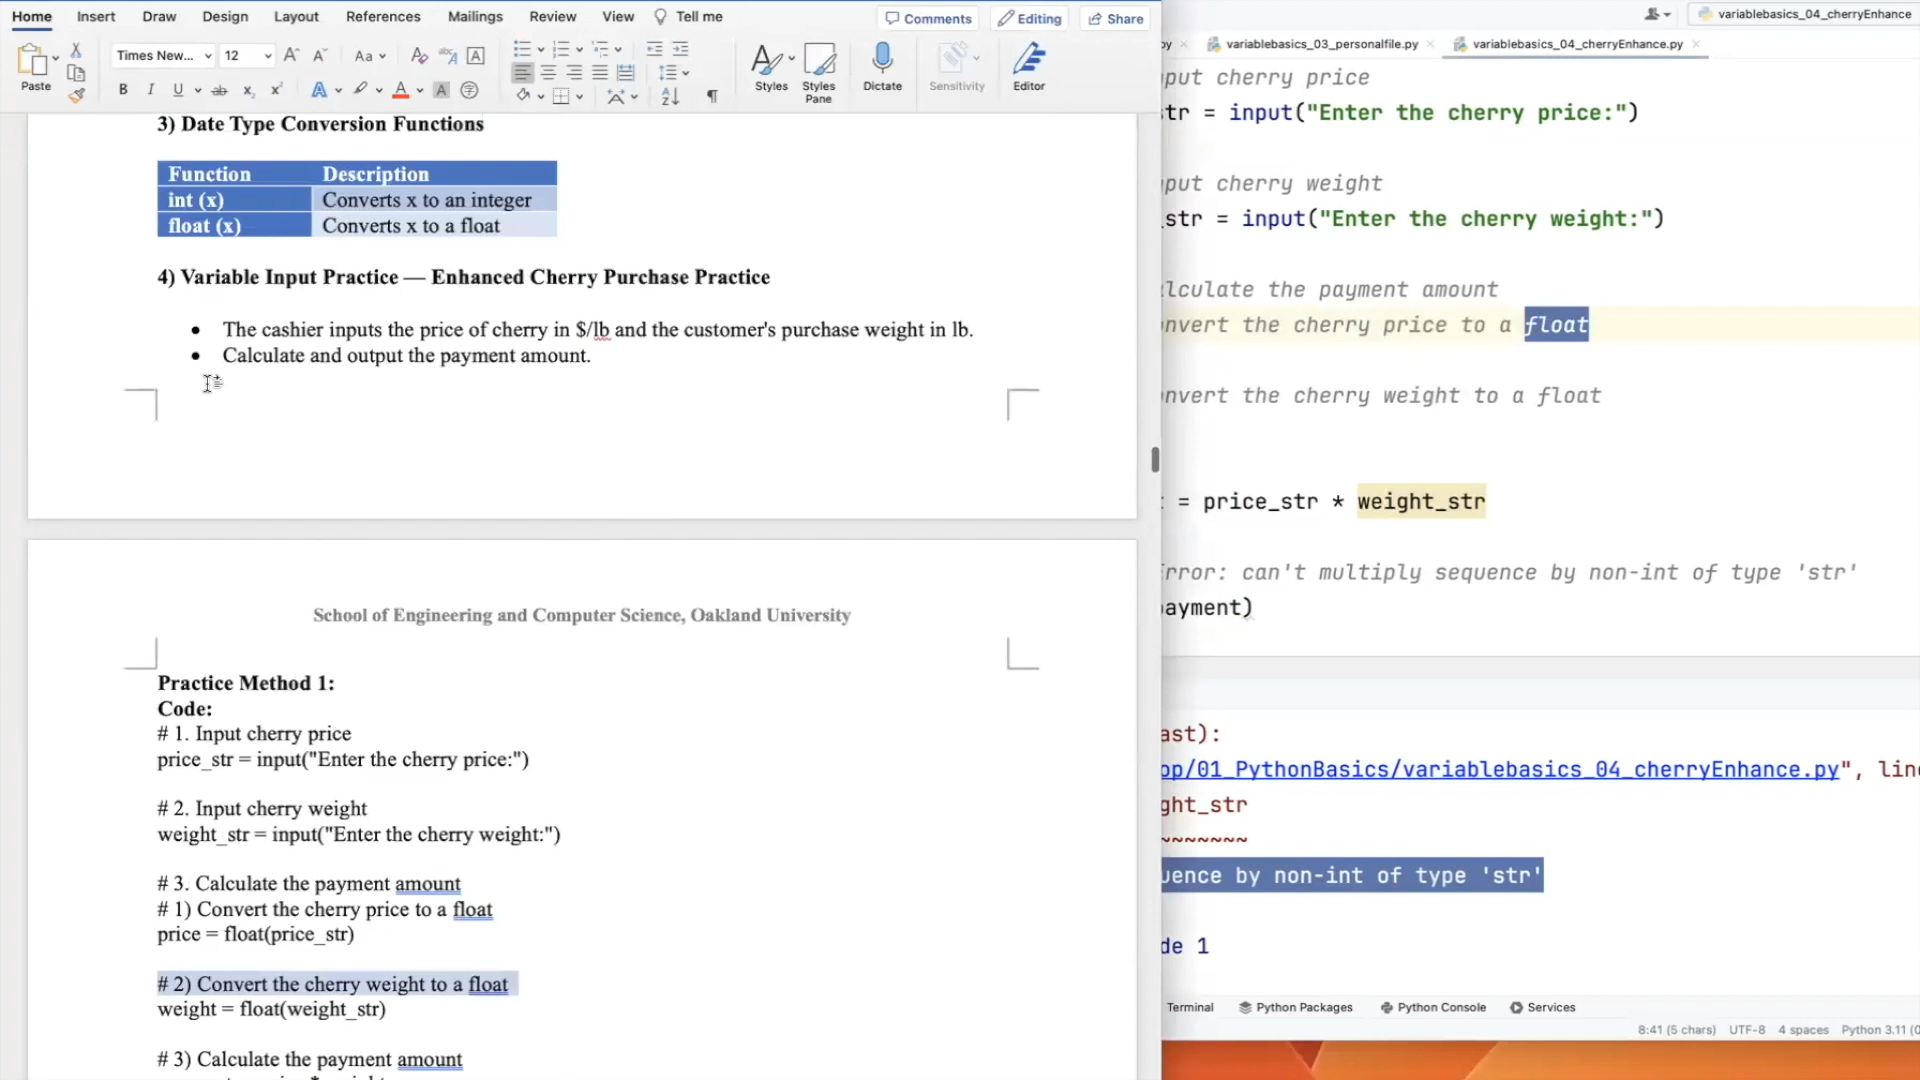 Home Insert Draw Design Layout References Mailings Review View Tell me Comments Editing Share
Times New... 12 Aa
Paste B I U ab x₂ x² A A A Styles Styles Pane Dictate Sensitivity Editor
3) Date Type Conversion Functions
Function Description
int (x) Converts x to an integer
float (x) Converts x to a float
4) Variable Input Practice — Enhanced Cherry Purchase Practice
• The cashier inputs the price of cherry in $/lb and the customer's purchase weight in lb.
• Calculate and output the payment amount.
School of Engineering and Computer Science, Oakland University
Practice Method 1:
Code:
# 1. Input cherry price
price_str = input("Enter the cherry price:")
# 2. Input cherry weight
weight_str = input("Enter the cherry weight:")
# 3. Calculate the payment amount
# 1) Convert the cherry price to a float
price = float(price_str)
# 2) Convert the cherry weight to a float
weight = float(weight_str)
# 3) Calculate the payment amount
variablebasics_04_cherryEnhance
py variablebasics_03_personalfile.py variablebasics_04_cherryEnhance.py
put cherry price
tr = input("Enter the cherry price:")
put cherry weight
_str = input("Enter the cherry weight:")
lculate the payment amount
nvert the cherry price to a float
nvert the cherry weight to a float
= price_str * weight_str
rror: can't multiply sequence by non-int of type 'str'
ayment)
ast):
op/01_PythonBasics/variablebasics_04_cherryEnhance.py", line
ght_str
~~~~~~~
uence by non-int of type 'str'
de 1
Terminal Python Packages Python Console Services
8:41 (5 chars) UTF-8 4 spaces Python 3.11 (